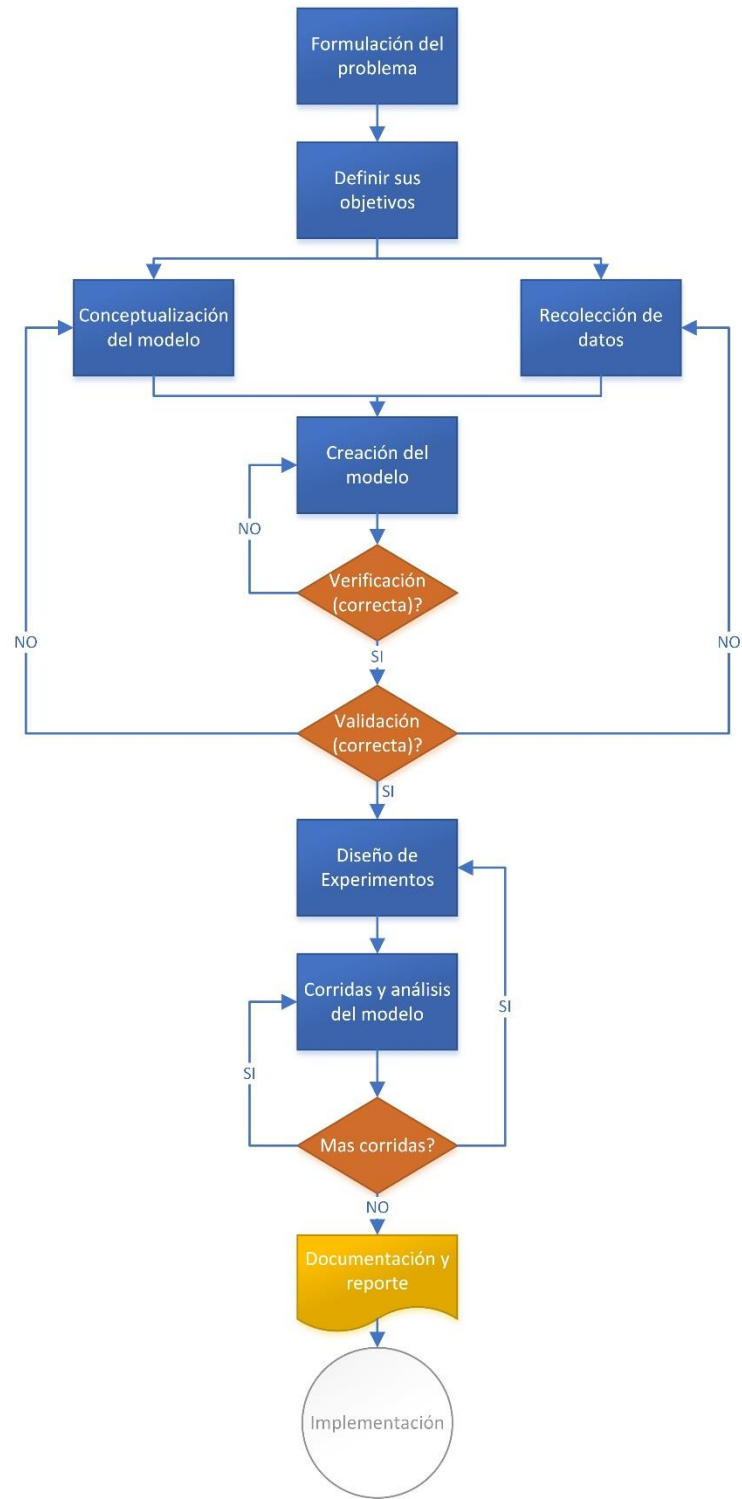 Formulación del
problema
Definir sus
objetivos
Conceptualización
del modelo
Recolección de
datos
Creación del
modelo
NO
Verificación
(correcta)?
NO
NO
SI
Validación
(correcta)?
SI
Diseño de
Experimentos
Corridas y análisis
del modelo
SI
SI
Mas corridas?
NO
Documentación y
reporte
Implementación